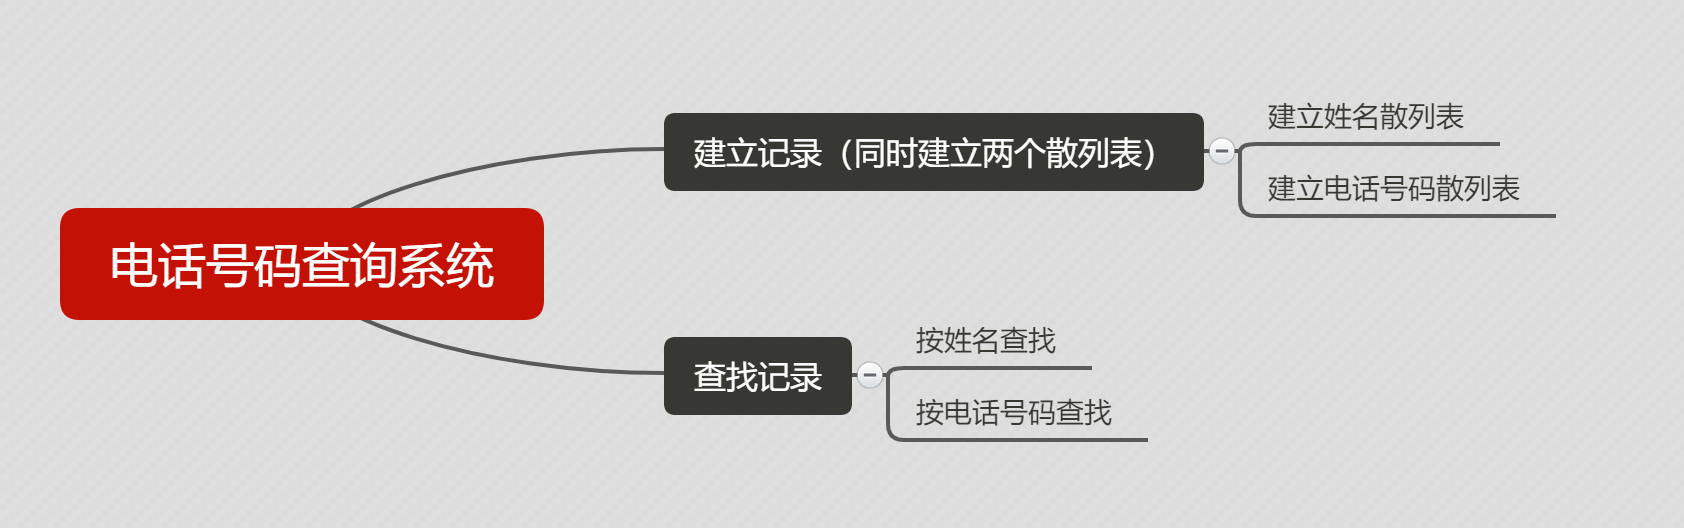 电话号码查询系统
建立记录（同时建立两个散列表）
建立姓名散列表
建立电话号码散列表
查找记录
按姓名查找
按电话号码查找